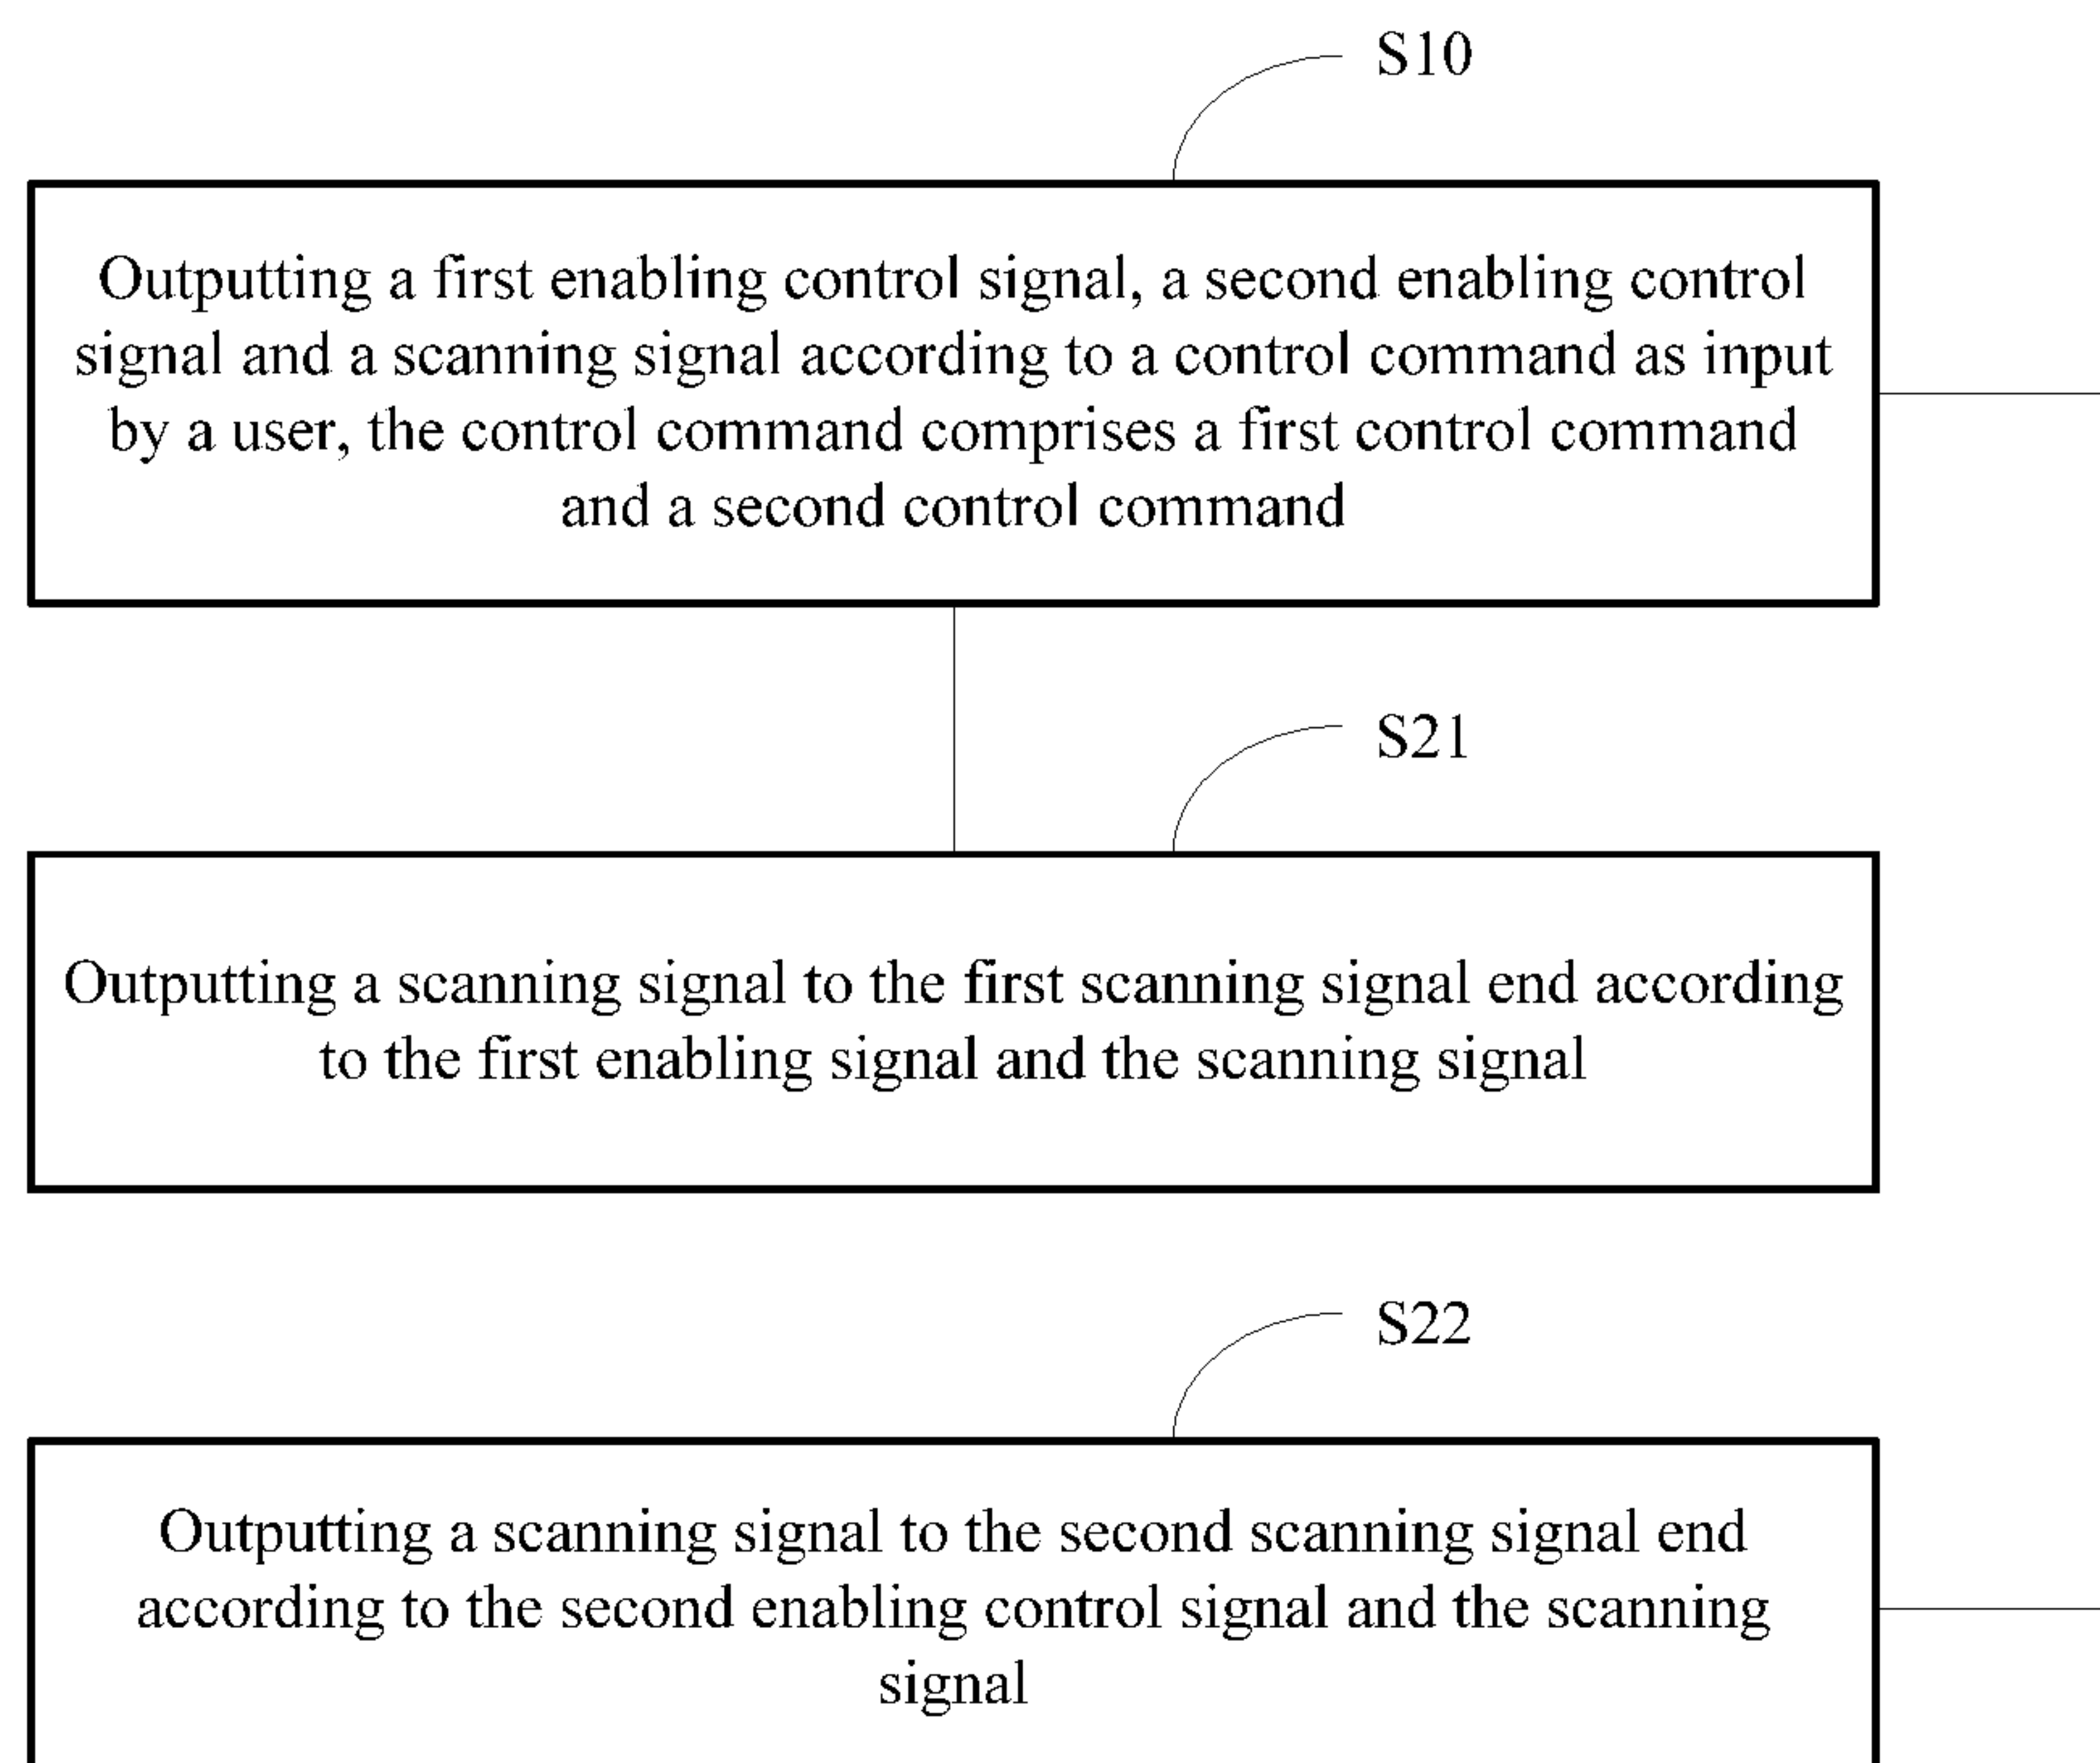 S10
Outputting a first enabling control signal, a second enabling control
signal and a scanning signal according to a control command as input
by a user, the control command comprises a first control command
and a second control command
S21
Outputting a scanning signal to the first scanning signal end according
to the first enabling signal and the scanning signal
S22
Outputting a scanning signal to the second scanning signal end
according to the second enabling control signal and the scanning
signal